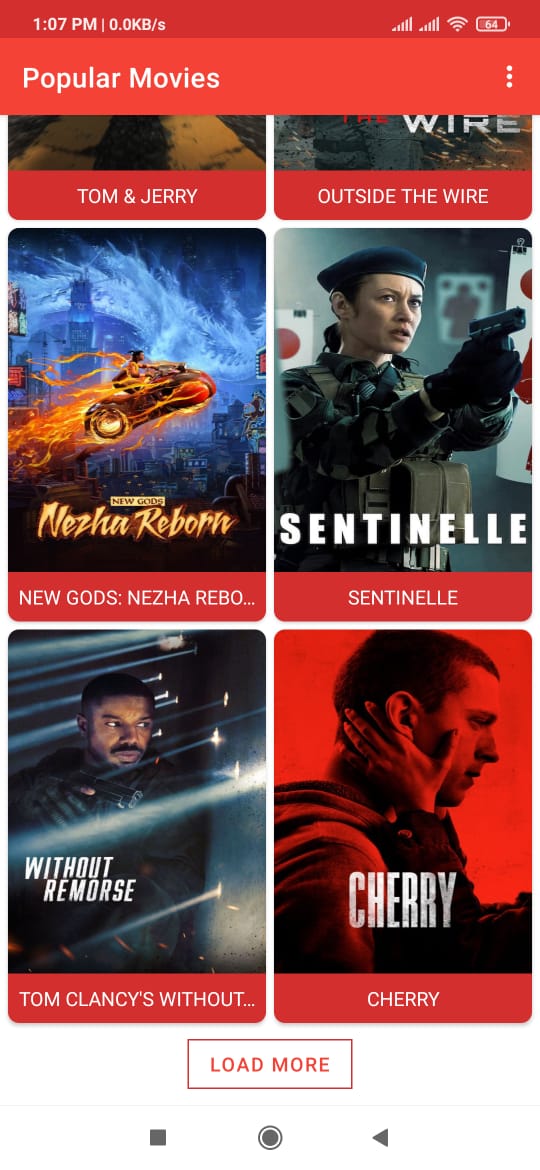 1:07 PM | 0.0KB/s
64
Popular Movies
THE
WIRE
TOM & JERRY
OUTSIDE THE WIRE
NEW GODS
Nezha Reborn
SENTINELLE
NEW GODS: NEZHA REBO...
SENTINELLE
WITHOUT
REMORSE
CHERRY
TOM CLANCY'S WITHOUT...
CHERRY
LOAD MORE